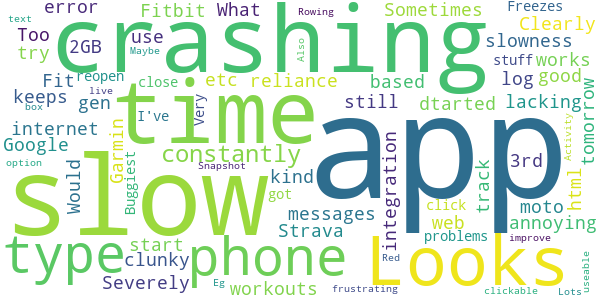 error
Fitbit
What
Sometimes
Freezes
Rowing
text
Too
2GB
crashing
use
Maybe
Also
Clearly
slowness
try
Fit
reopen
close
etc
reliance
based
stuff
works
live
keeps
gen
box
time
I've
Very
still
dtarted
log
good
lacking
internet
Google
Garmin
constantly
app
3rd
tomorrow
Activity
option
Would
Buggiest
Snapshot
kind
got
integration
track
html
slow
messages
Strava
click
web
moto
annoying
type
start
phone
Looks
problems
improve
clunky
Severely
Eg
workouts
frustrating
Red
clickable
Lots
useable